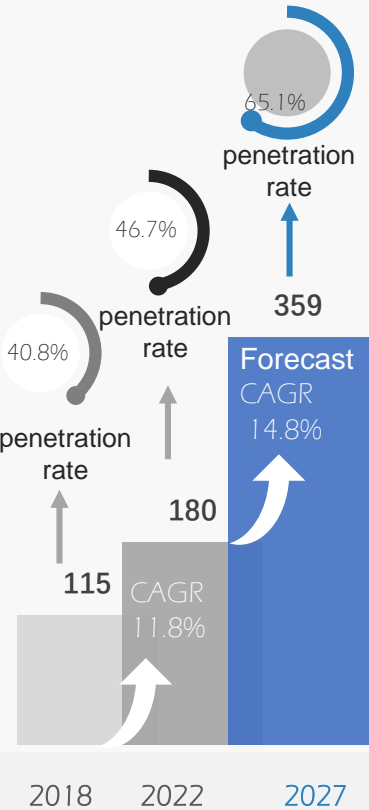 65.1%
penetration
rate
46.7%
penetration
rate
359
40.8%
Forecast
CAGR
14.8%
penetration
rate
180
115
CAGR
11.8%
2018
2022
2027